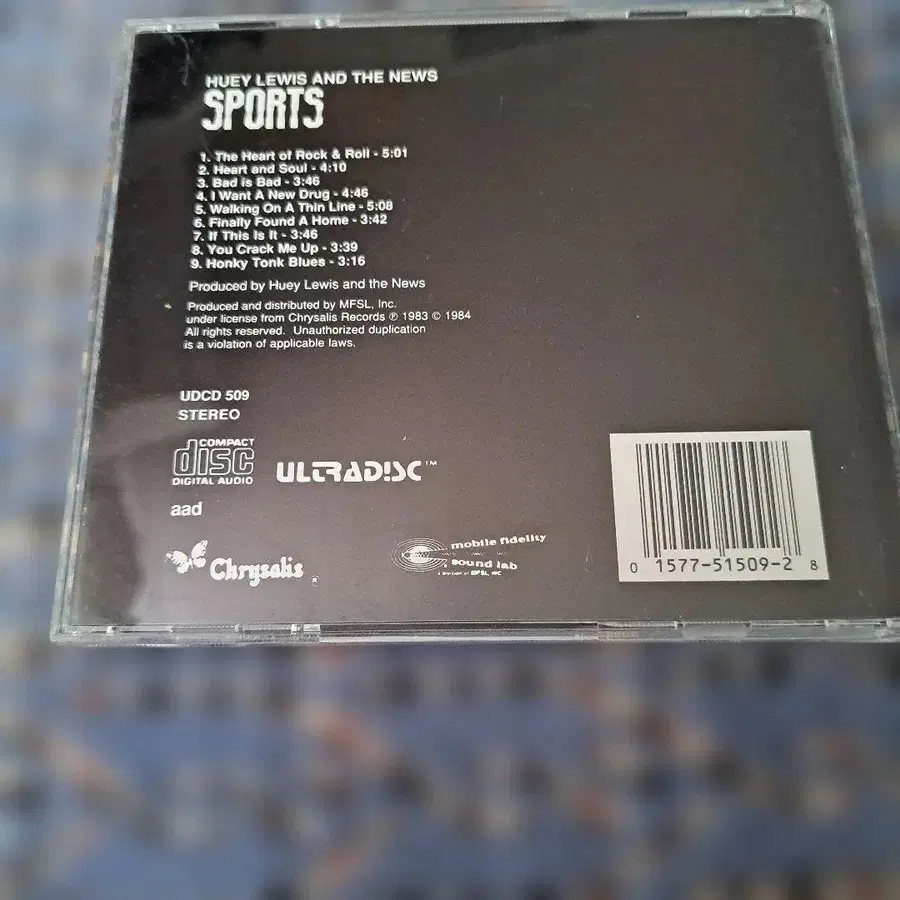 HUEY LEWIS AND THE NEWS
SPORTS
1. The Heart of Rock & Roll - 5:01
2. Heart and Soul - 4:10
3. Bad is Bad - 3:46
4. I Want A New Drug - 4:46
5. Walking On A Thin Line - 5:08
6. Finally Found A Home - 3:42
7. If This Is It - 3:46
8. You Crack Me Up - 3:39
9. Honky Tonk Blues - 3:16
Produced by Huey Lewis and the News
Produced and distributed by MFSL, Inc.
under license from Chrysalis Records ℗ 1983 © 1984
All rights reserved. Unauthorized duplication
is a violation of applicable laws.
UDCD 509
STEREO
COMPACT
disc
DIGITAL AUDIO
ULTRADISC™
aad
Chrysalis
mobile fidelity
sound lab
0 1577-51509-2 8